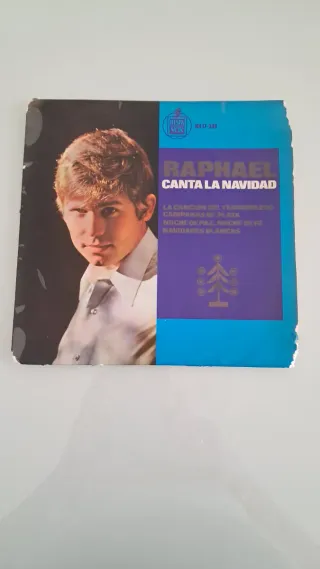 RAPHAEL
CANTA LA NAVIDAD
LA CANCION DEL TAMBORILERO
CAMPANAS DE PLATA
NOCHE DE PAZ, NOCHE DE FE
NAVIDADES BLANCAS